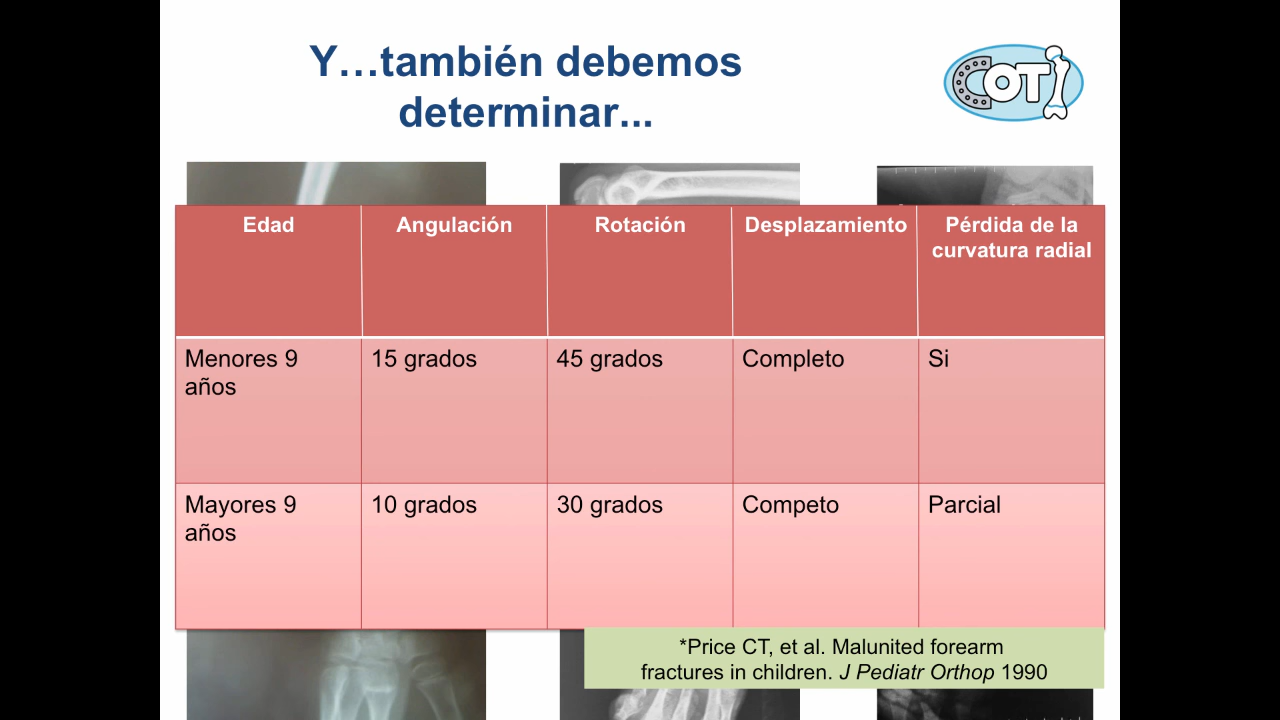 Y…también debemos
determinar...
COT
Edad
Angulación
Rotación
Desplazamiento
Pérdida de la
curvatura radial
Menores 9
años
15 grados
45 grados
Completo
Si
Mayores 9
años
10 grados
30 grados
Competo
Parcial
*Price CT, et al. Malunited forearm
fractures in children. J Pediatr Orthop 1990